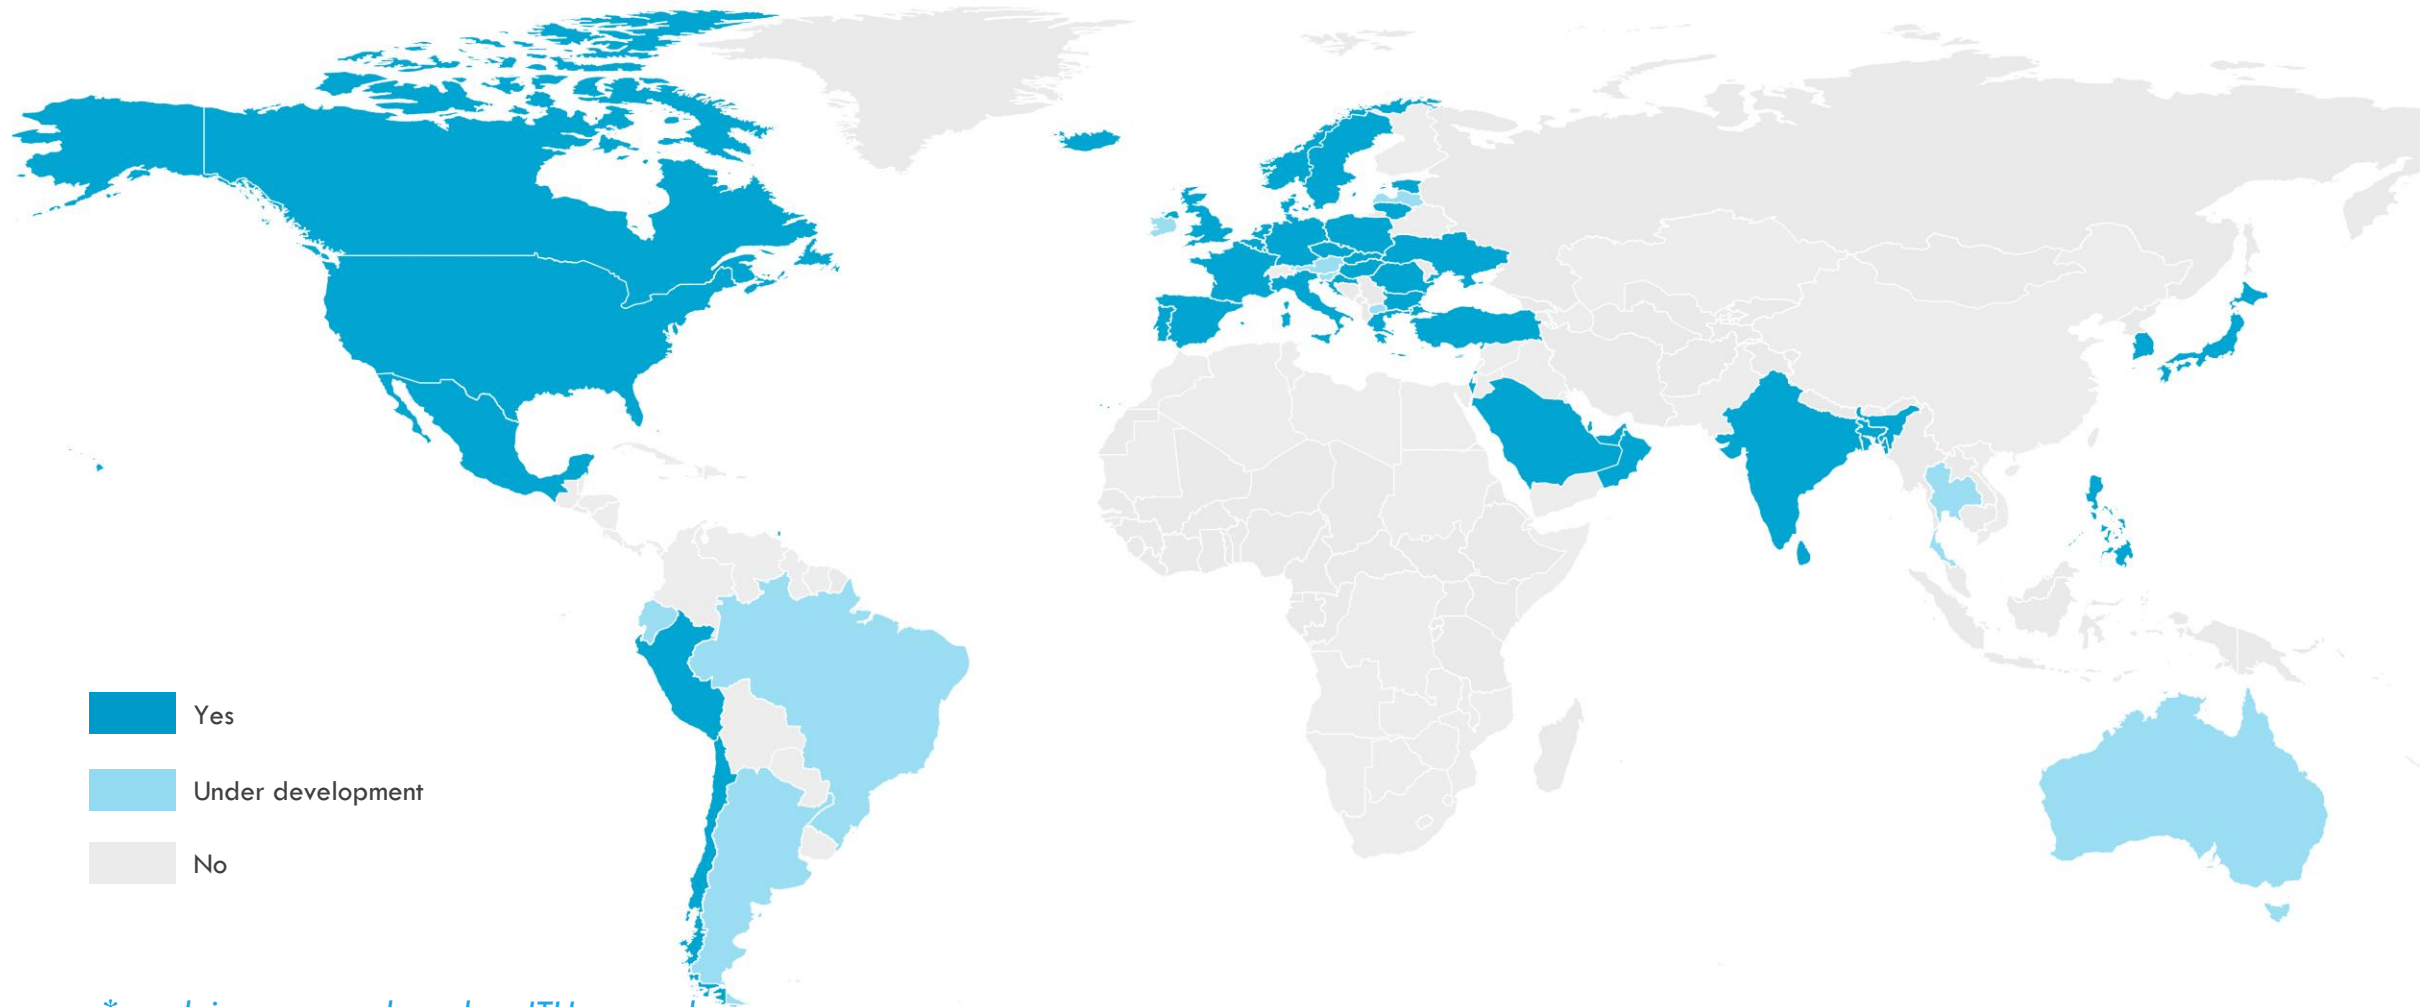 Yes
Under development
No